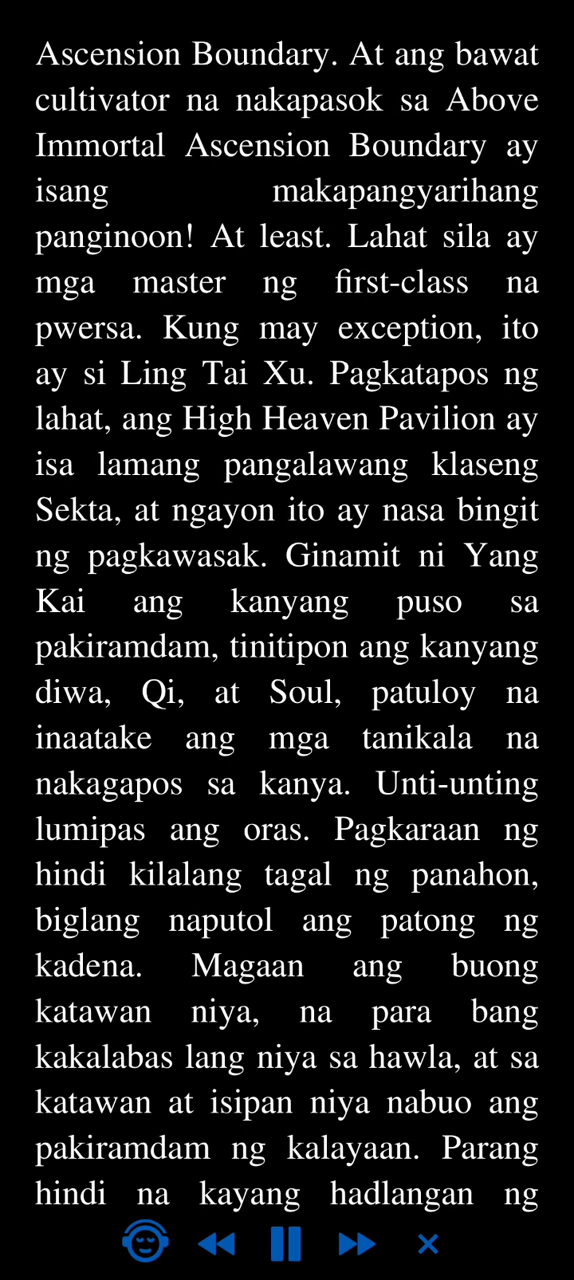 Ascension Boundary. At ang bawat
cultivator na nakapasok sa Above
Immortal Ascension Boundary ay
isang makapangyarihang
panginoon! At least. Lahat sila ay
mga master ng first-class na
pwersa. Kung may exception, ito
ay si Ling Tai Xu. Pagkatapos ng
lahat, ang High Heaven Pavilion ay
isa lamang pangalawang klaseng
Sekta, at ngayon ito ay nasa bingit
ng pagkawasak. Ginamit ni Yang
Kai ang kanyang puso sa
pakiramdam, tinitipon ang kanyang
diwa, Qi, at Soul, patuloy na
inaatake ang mga tanikala na
nakagapos sa kanya. Unti-unting
lumipas ang oras. Pagkaraan ng
hindi kilalang tagal ng panahon,
biglang naputol ang patong ng
kadena. Magaan ang buong
katawan niya, na para bang
kakalabas lang niya sa hawla, at sa
katawan at isipan niya nabuo ang
pakiramdam ng kalayaan. Parang
hindi na kayang hadlangan ng